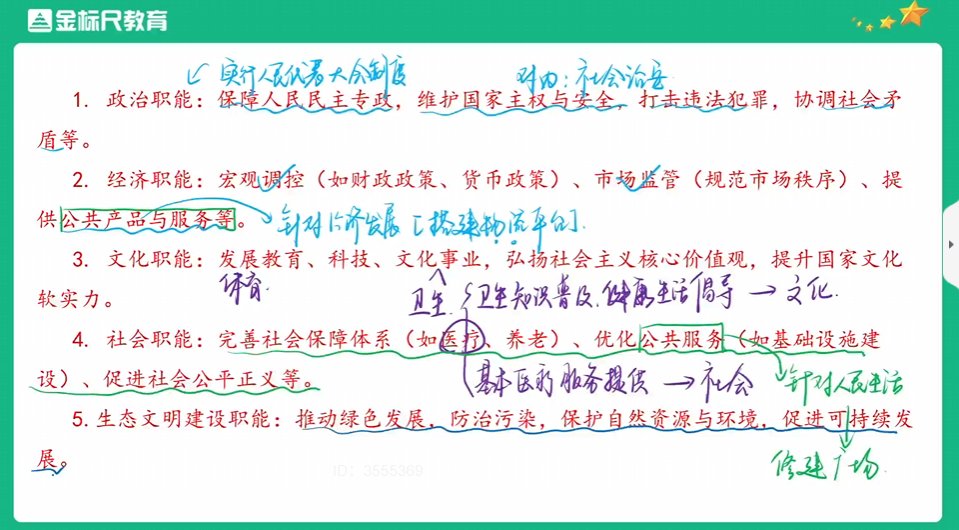 金标尺教育
实行人民代表大会制度 对内：社会治安
1. 政治职能：保障人民民主专政，维护国家主权与安全，打击违法犯罪，协调社会矛
盾等。
2. 经济职能：宏观调控（如财政政策、货币政策）、市场监管（规范市场秩序）、提
供公共产品与服务等。
针对经济发展[搭建物流平台]
3. 文化职能：发展教育、科技、文化事业，弘扬社会主义核心价值观，提升国家文化
软实力。
体育 卫生 卫生知识普及、健康生活倡导 → 文化
4. 社会职能：完善社会保障体系（如医疗、养老）、优化公共服务（如基础设施建
设）、促进社会公平正义等。
基本医疗服务提供 → 社会 针对人民生活
5. 生态文明建设职能：推动绿色发展，防治污染，保护自然资源与环境，促进可持续发
展。
修建广场
ID：3555369